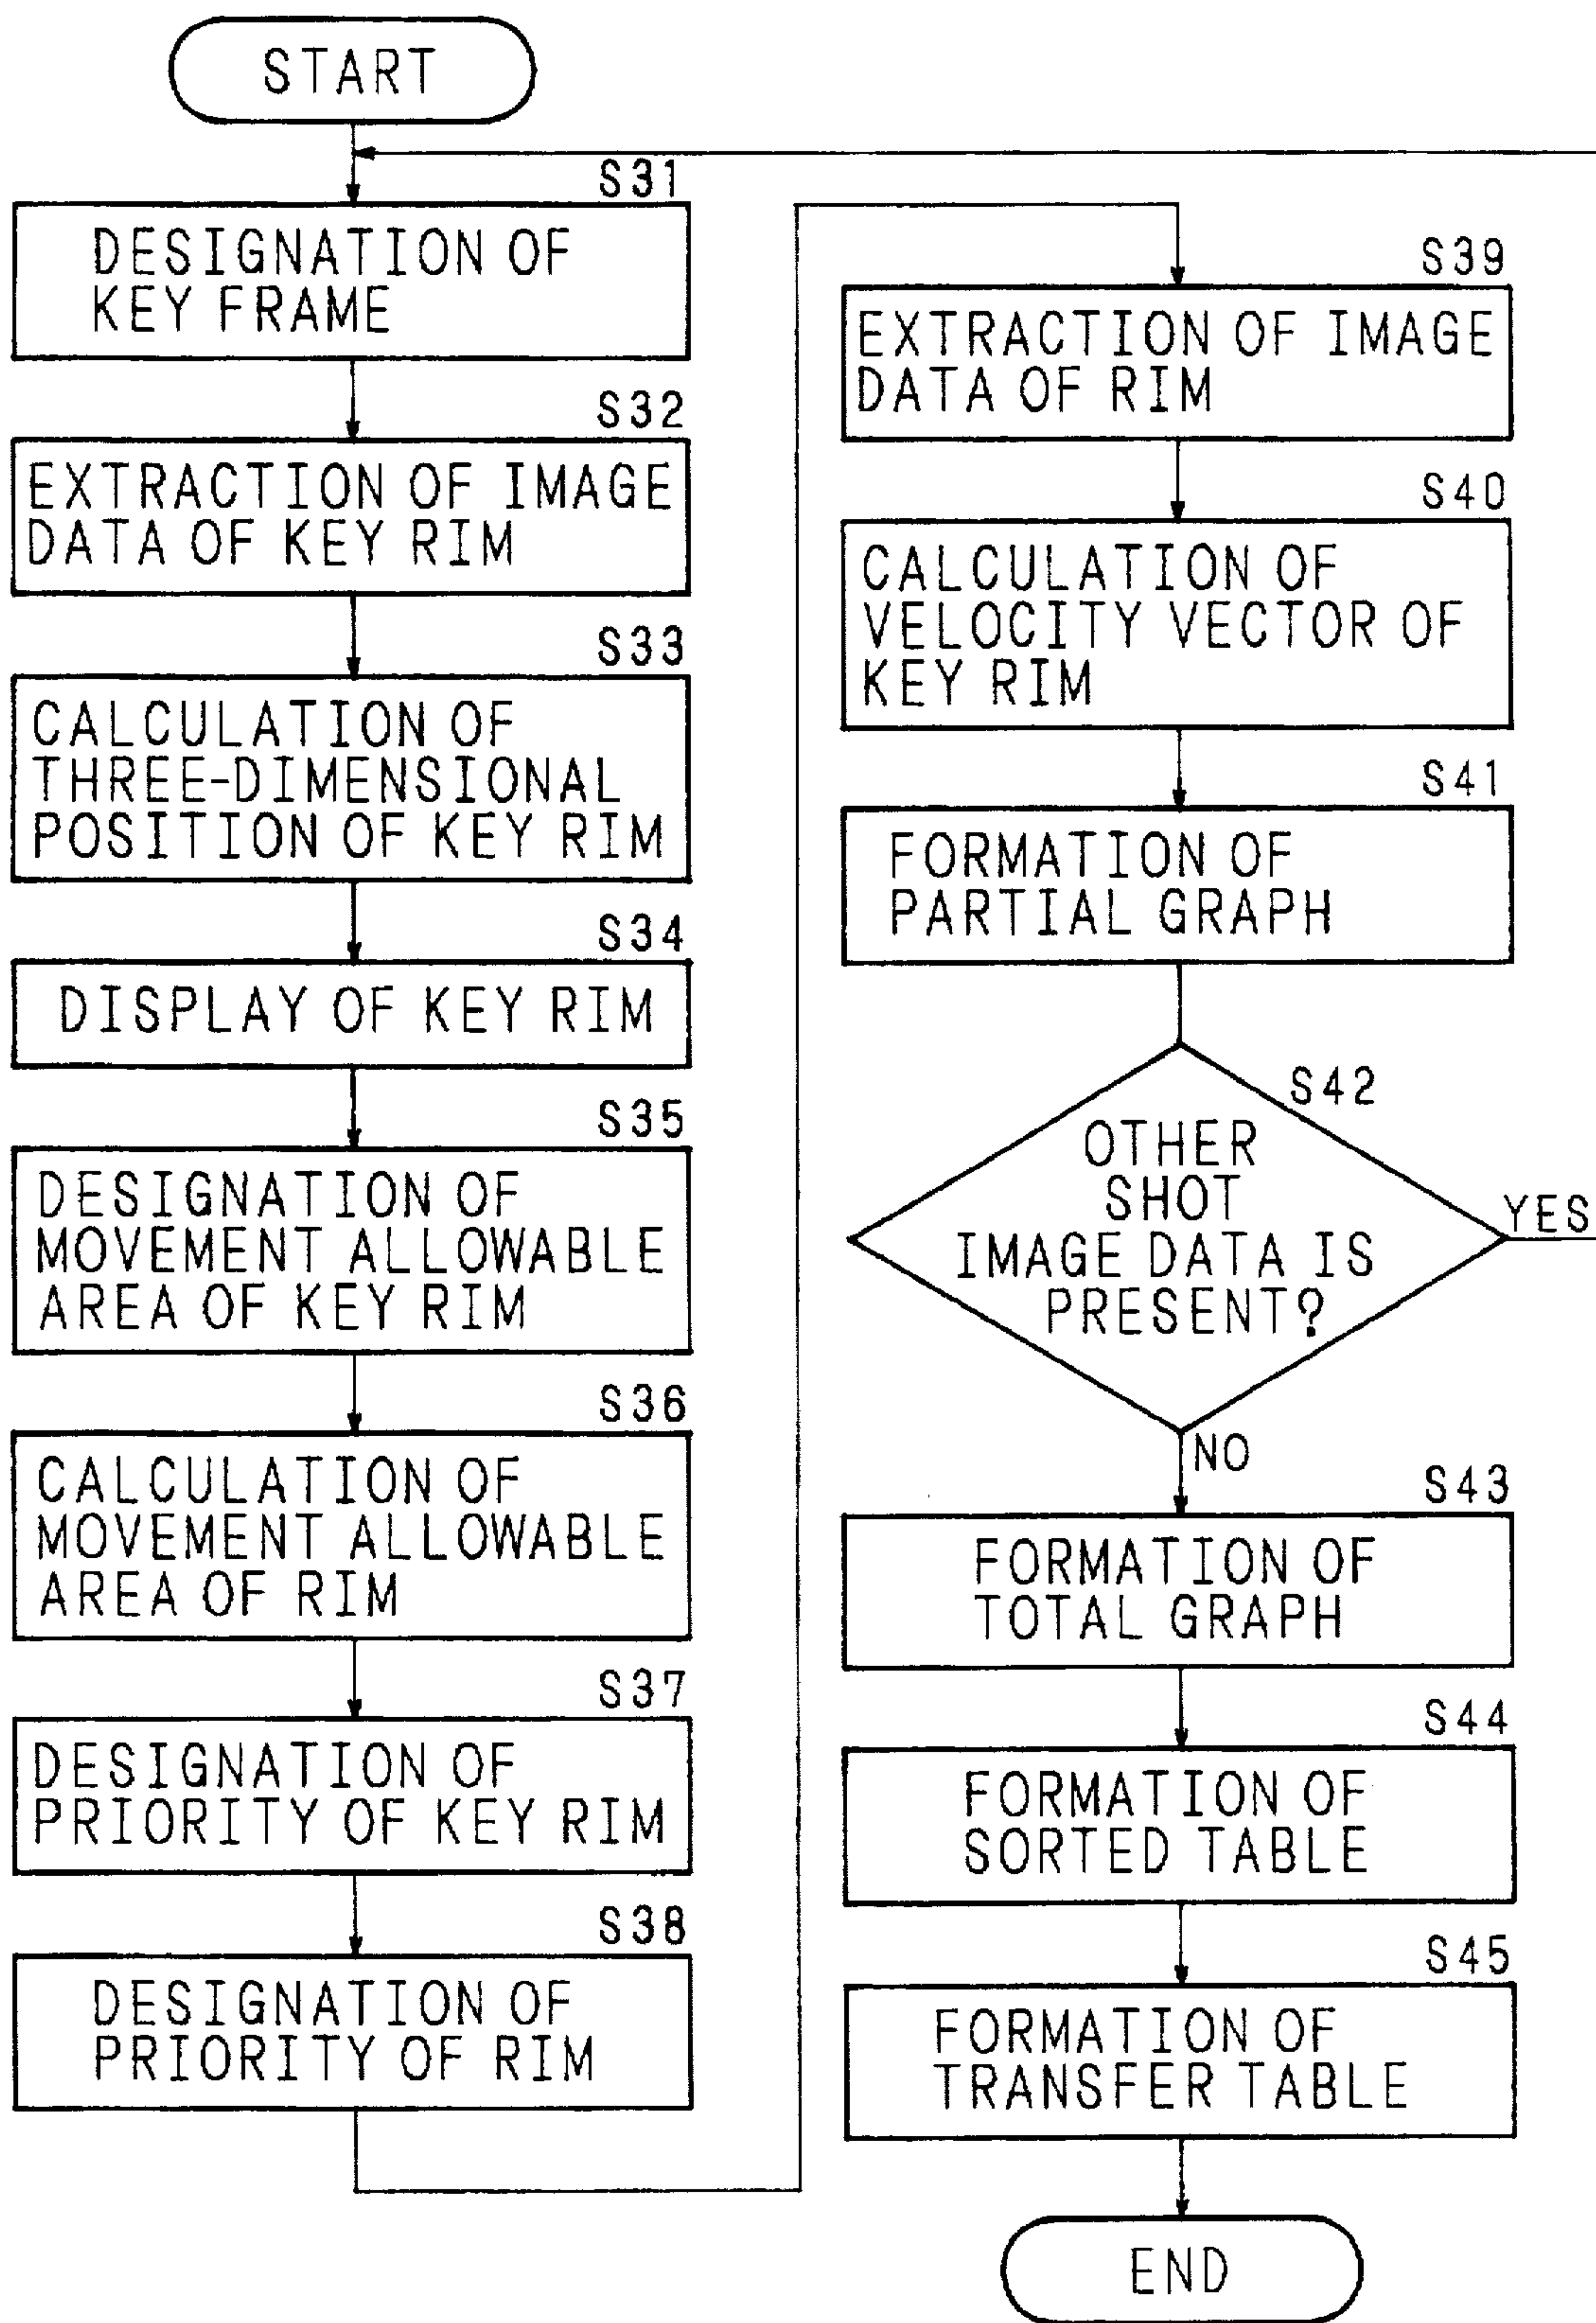 START
S31
DESIGNATION OF
KEY FRAME
S32
EXTRACTION OF IMAGE
DATA OF KEY RIM
S33
CALCULATION OF
THREE-DIMENSIONAL
POSITION OF KEY RIM
S34
DISPLAY OF KEY RIM
S35
DESIGNATION OF
MOVEMENT ALLOWABLE
AREA OF KEY RIM
S36
CALCULATION OF
MOVEMENT ALLOWABLE
AREA OF RIM
S37
DESIGNATION OF
PRIORITY OF KEY RIM
S38
DESIGNATION OF
PRIORITY OF RIM
S39
EXTRACTION OF IMAGE
DATA OF RIM
S40
CALCULATION OF
VELOCITY VECTOR OF
KEY RIM
S41
FORMATION OF
PARTIAL GRAPH
S42
OTHER
SHOT
IMAGE DATA IS
PRESENT?
YES
NO
S43
FORMATION OF
TOTAL GRAPH
S44
FORMATION OF
SORTED TABLE
S45
FORMATION OF
TRANSFER TABLE
END